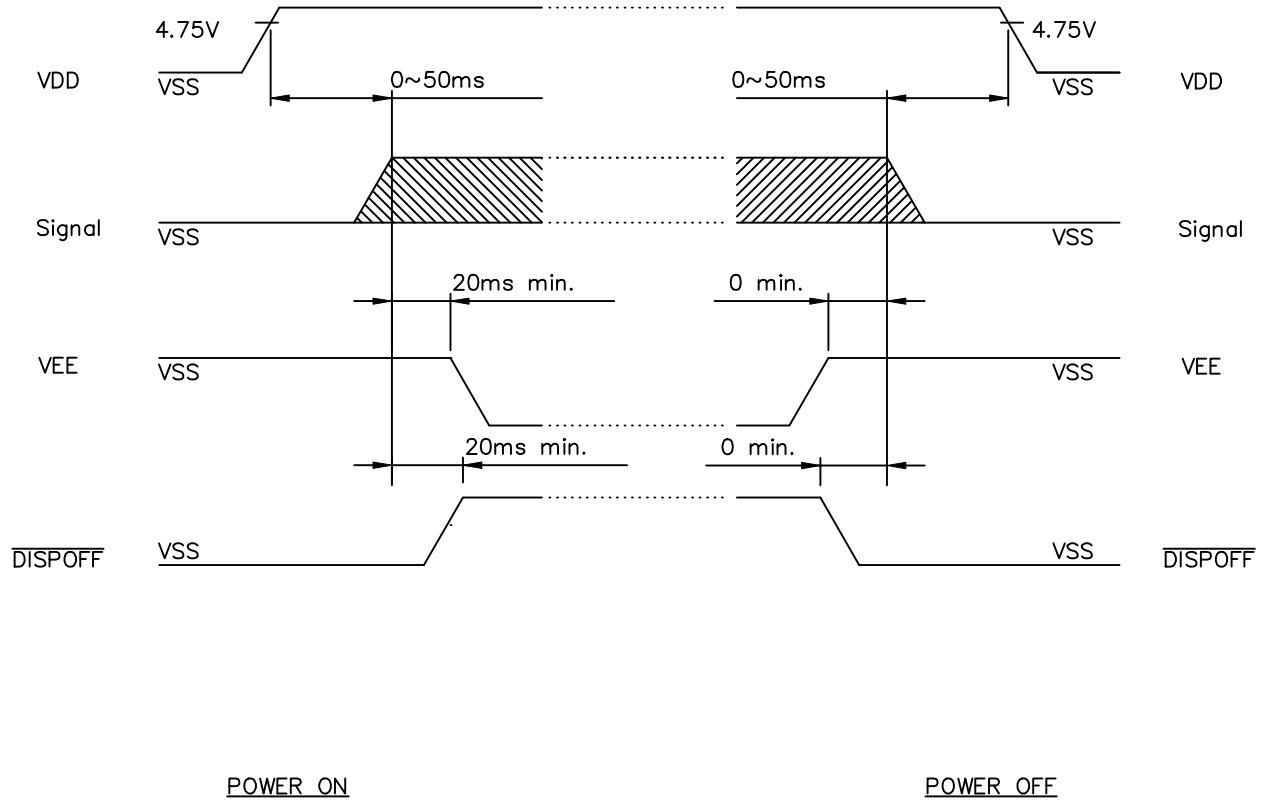 4.75V 4.75V
VDD VSS 0~50ms 0~50ms VSS VDD
Signal VSS VSS Signal
20ms min. 0 min.
VEE VSS VSS VEE
20ms min. 0 min.
DISPOFF VSS VSS DISPOFF
POWER ON POWER OFF